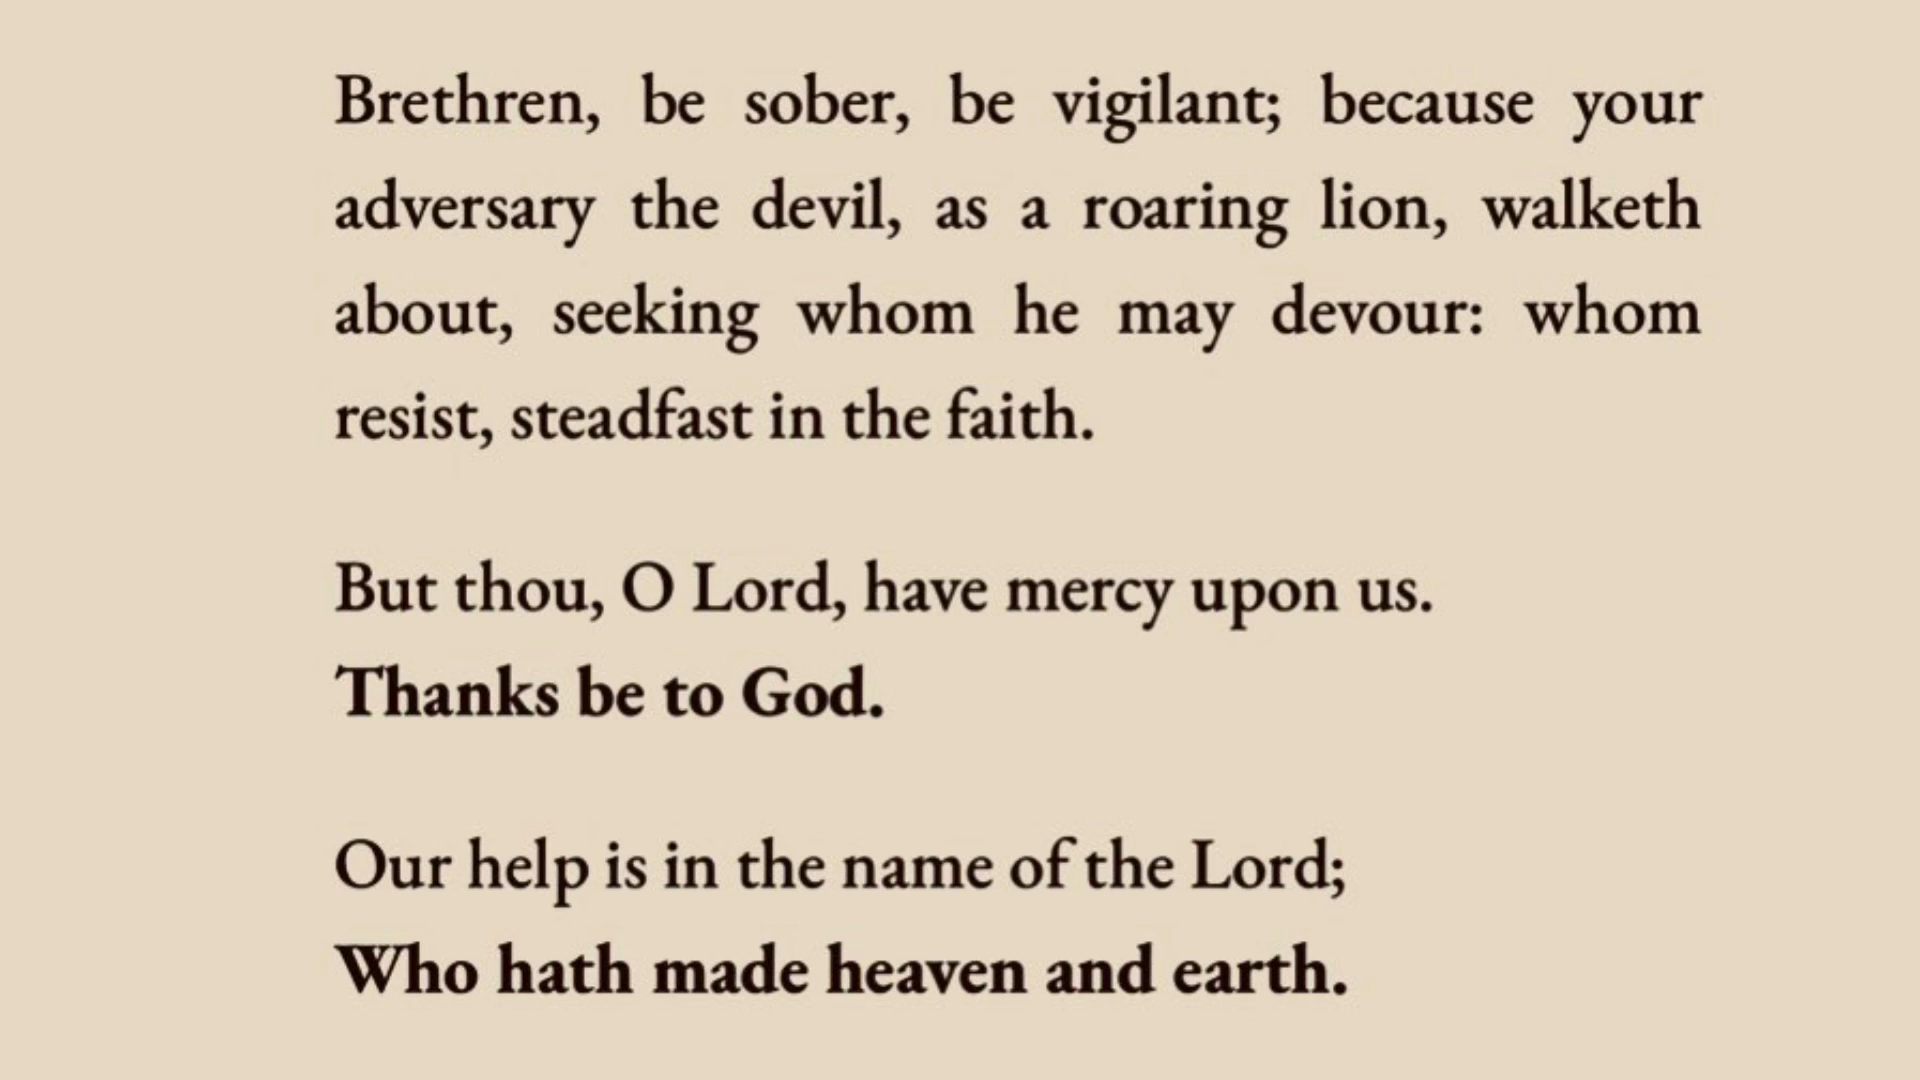 Brethren, be sober, be vigilant; because your
adversary the devil, as a roaring lion, walketh
about, seeking whom he may devour: whom
resist, steadfast in the faith.
But thou, O Lord, have mercy upon us.
Thanks be to God.
Our help is in the name of the Lord;
Who hath made heaven and earth.